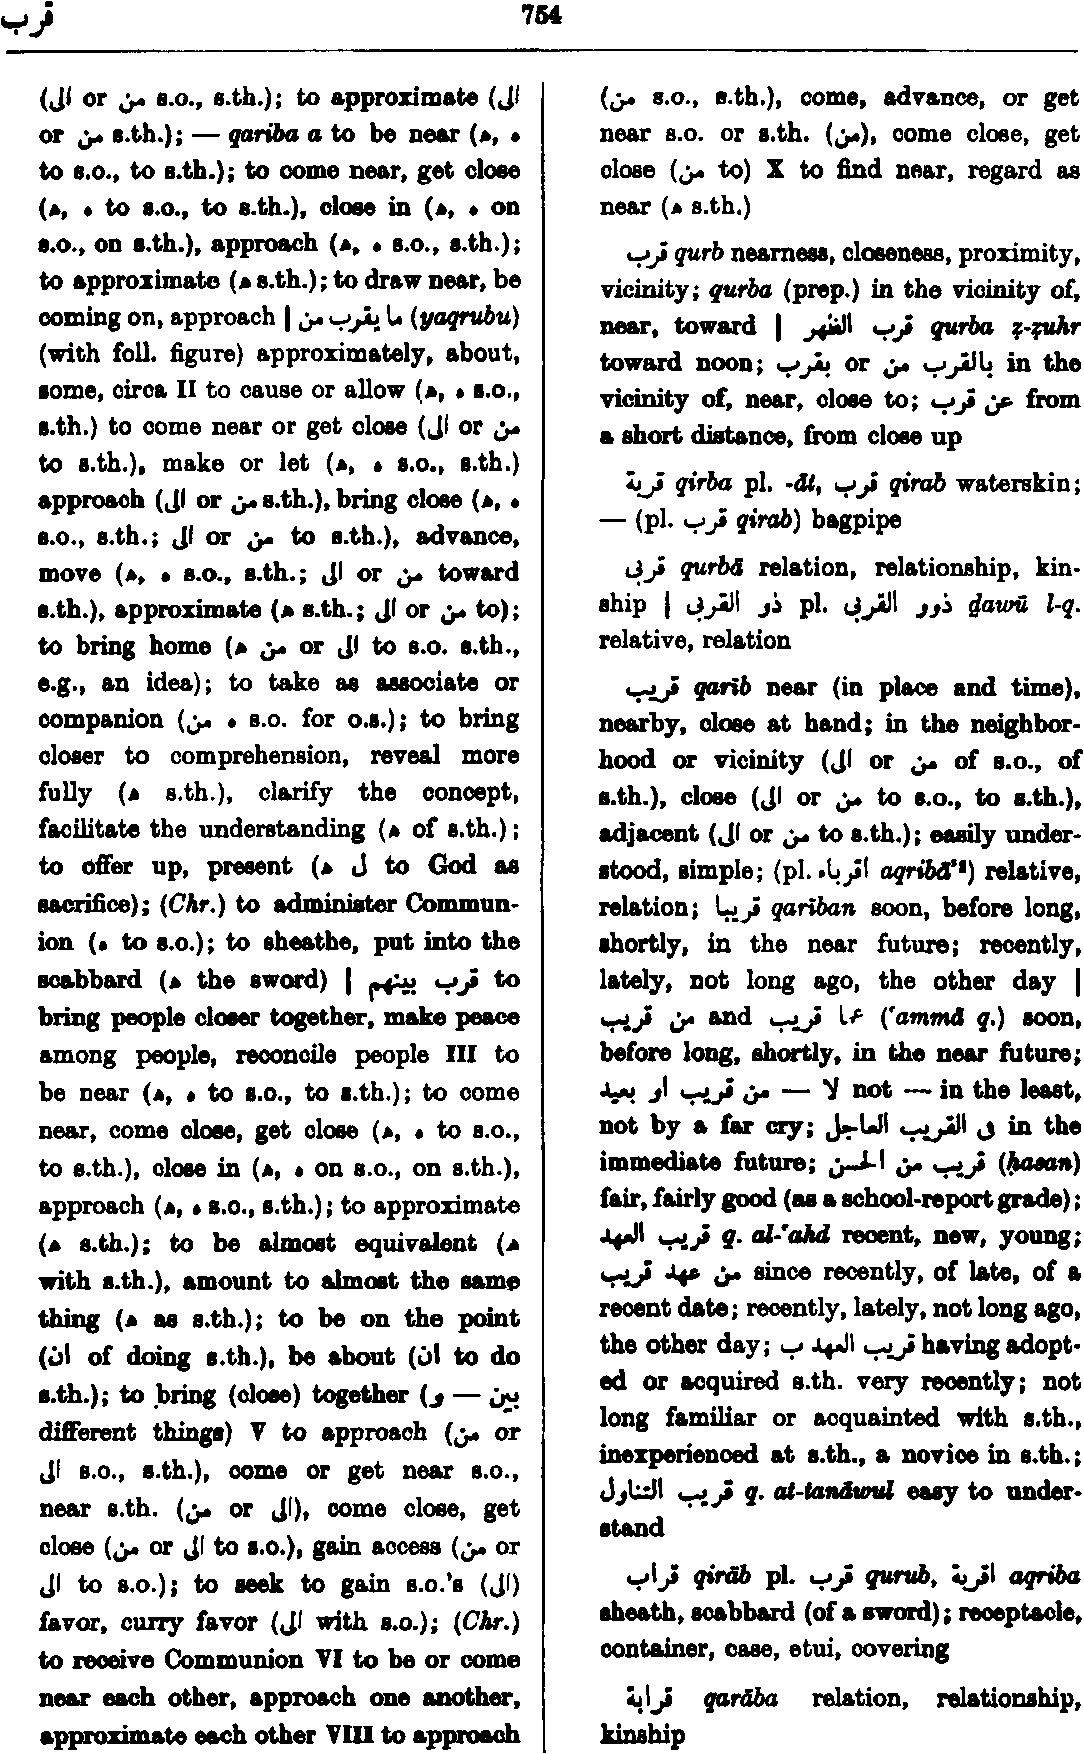 قرب
754
(الى or من s.o., s.th.); to approximate (الى
or من s.th.); — qariba a to be near (ه, ‍ه
to s.o., to s.th.); to come near, get close
(ه, ‍ه to s.o., to s.th.), close in (ه, ‍ه on
s.o., on s.th.), approach (ه, ‍ه s.o., s.th.);
to approximate (ه s.th.); to draw near, be
coming on, approach | ما يقرب من (yaqrubu)
(with foll. figure) approximately, about,
some, circa II to cause or allow (ه, ‍ه s.o.,
s.th.) to come near or get close (الى or من
to s.th.), make or let (ه, ‍ه s.o., s.th.)
approach (الى or من s.th.), bring close (ه, ‍ه
s.o., s.th.; الى or من to s.th.), advance,
move (ه, ‍ه s.o., s.th.; الى or من toward
s.th.), approximate (ه s.th.; الى or من to);
to bring home (ه من or الى to s.o. s.th.,
e.g., an idea); to take as associate or
companion (من ه s.o. for o.s.); to bring
closer to comprehension, reveal more
fully (ه s.th.), clarify the concept,
facilitate the understanding (ه of s.th.);
to offer up, present (ه ل to God as
sacrifice); (Chr.) to administer Commun-
ion (ه to s.o.); to sheathe, put into the
scabbard (ه the sword) | قرب بينهم to
bring people closer together, make peace
among people, reconcile people III to
be near (ه, ‍ه to s.o., to s.th.); to come
near, come close, get close (ه, ‍ه to s.o.,
to s.th.), close in (ه, ‍ه on s.o., on s.th.),
approach (ه, ‍ه s.o., s.th.); to approximate
(ه s.th.); to be almost equivalent (ه
with s.th.), amount to almost the same
thing (ه as s.th.); to be on the point
(ان of doing s.th.), be about (ان to do
s.th.); to bring (close) together (بين — و
different things) V to approach (من or
الى s.o., s.th.), come or get near s.o.,
near s.th. (من or الى), come close, get
close (من or الى to s.o.), gain access (من or
الى to s.o.); to seek to gain s.o.'s (الى)
favor, curry favor (الى with s.o.); (Chr.)
to receive Communion VI to be or come
near each other, approach one another,
approximate each other VIII to approach
(من s.o., s.th.), come, advance, or get
near s.o. or s.th. (من), come close, get
close (من to) X to find near, regard as
near (ه s.th.)
قرب qurb nearness, closeness, proximity,
vicinity; qurba (prep.) in the vicinity of,
near, toward | قرب الظهر qurba ẓ-ẓuhr
toward noon; بقرب or بالقرب من in the
vicinity of, near, close to; عن قرب from
a short distance, from close up
قربة qirba pl. -āt, قرب qirab waterskin;
— (pl. قرب qirab) bagpipe
قربى qurbā relation, relationship, kin-
ship | ذو القربى pl. ذوو القربى ḏawū l-q.
relative, relation
قريب qarīb near (in place and time),
nearby, close at hand; in the neighbor-
hood or vicinity (الى or من of s.o., of
s.th.), close (الى or من to s.o., to s.th.),
adjacent (الى or من to s.th.); easily under-
stood, simple; (pl. اقرباء aqribā'²) relative,
relation; قريبا qarīban soon, before long,
shortly, in the near future; recently,
lately, not long ago, the other day |
من قريب and عما قريب ('ammā q.) soon,
before long, shortly, in the near future;
لا — من قريب او بعيد not — in the least,
not by a far cry; فى القريب العاجل in the
immediate future; قريب من الحسن (ḥasan)
fair, fairly good (as a school-report grade);
قريب العهد q. al-'ahd recent, new, young;
من عهد قريب since recently, of late, of a
recent date; recently, lately, not long ago,
the other day; قريب العهد ب having adopt-
ed or acquired s.th. very recently; not
long familiar or acquainted with s.th.,
inexperienced at s.th., a novice in s.th.;
قريب التناول q. at-tanāwul easy to under-
stand
قراب qirāb pl. قرب qurub, اقربة aqriba
sheath, scabbard (of a sword); receptacle,
container, case, etui, covering
قرابة qarāba relation, relationship,
kinship